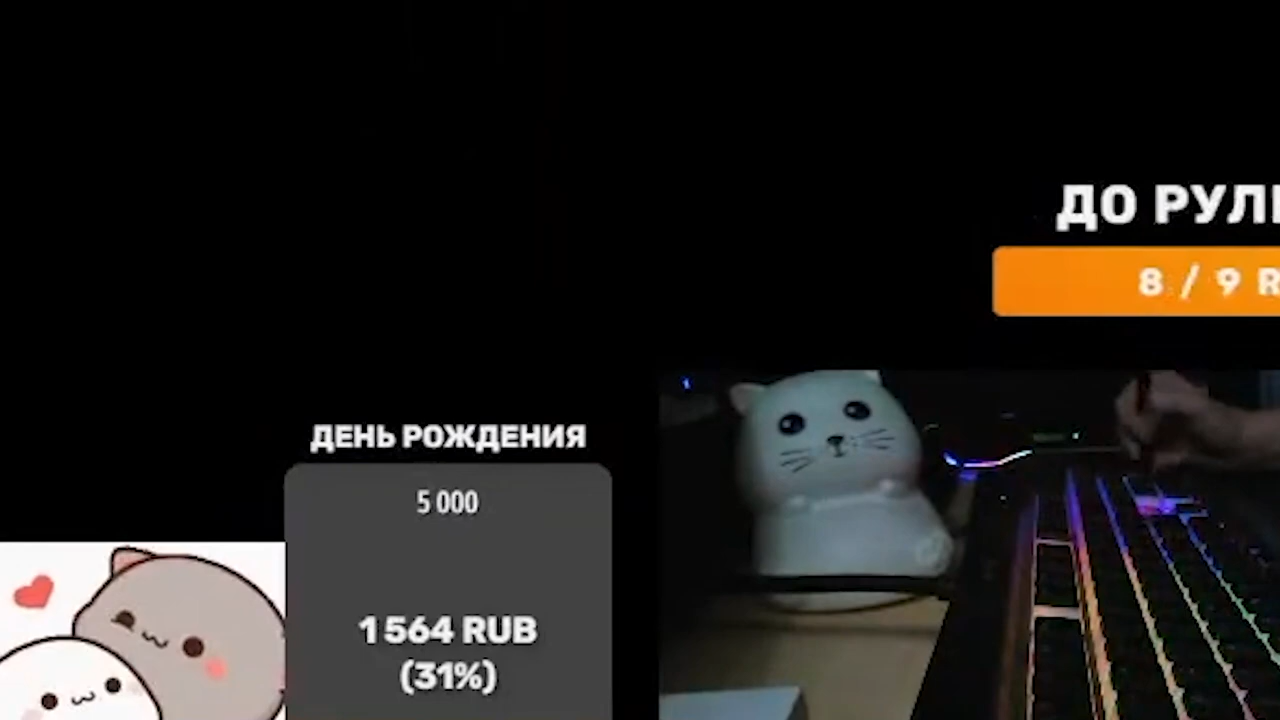 ДО РУЛ
8 / 9 R
ДЕНЬ РОЖДЕНИЯ
5 000
1 564 RUB
(31%)